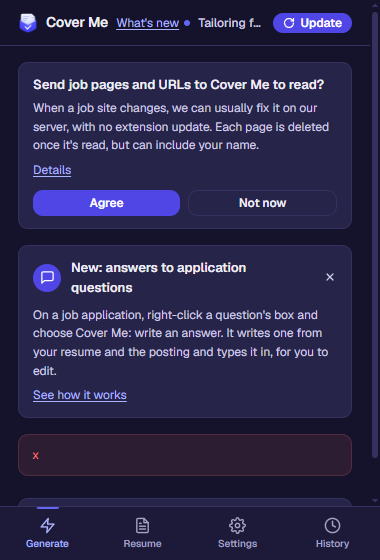 Cover Me What's new Tailoring f... Update
Send job pages and URLs to Cover Me to read?
When a job site changes, we can usually fix it on our
server, with no extension update. Each page is deleted
once it's read, but can include your name.
Details
Agree Not now
New: answers to application
questions
On a job application, right-click a question's box and
choose Cover Me: write an answer. It writes one from
your resume and the posting and types it in, for you to
edit.
See how it works
x
Generate Resume Settings History